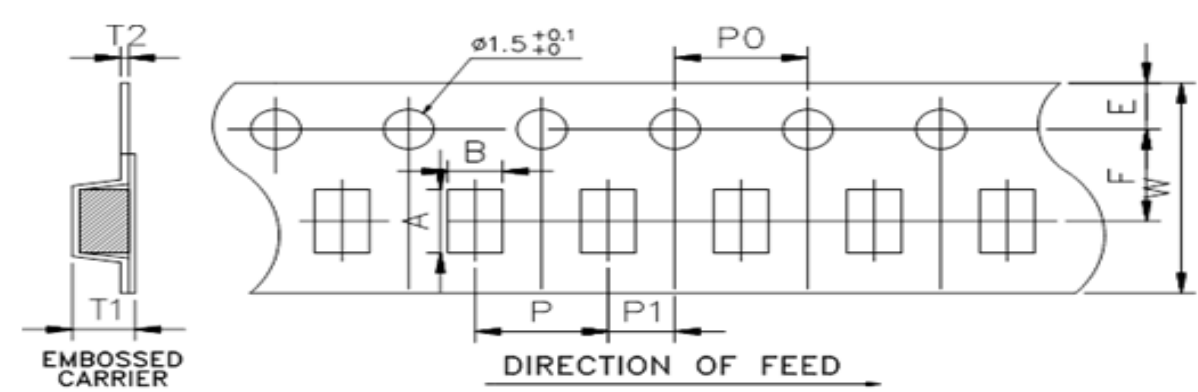 T2
ø1.5 +0.1 +0
P0
E
B
F
W
A
T1
P
P1
EMBOSSED
CARRIER
DIRECTION OF FEED